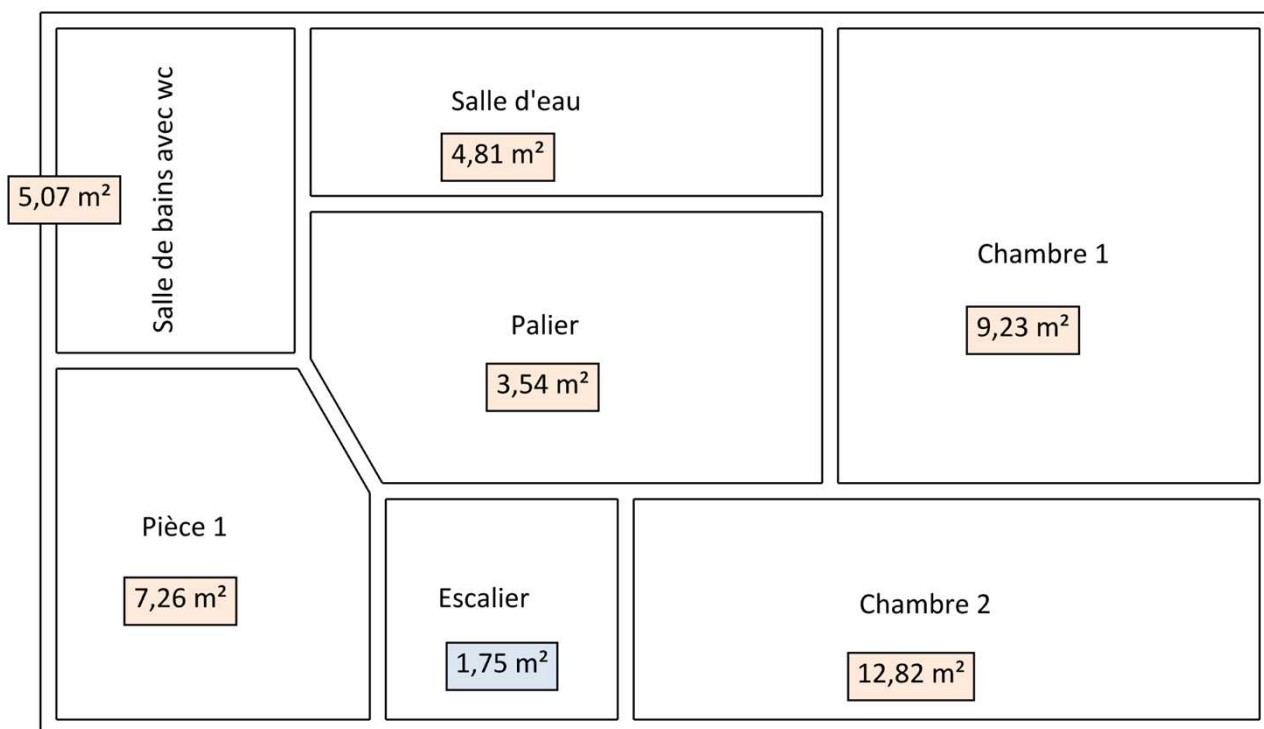 Salle de bains avec wc
5,07 m²
Salle d'eau
4,81 m²
Chambre 1
9,23 m²
Palier
3,54 m²
Pièce 1
7,26 m²
Escalier
1,75 m²
Chambre 2
12,82 m²